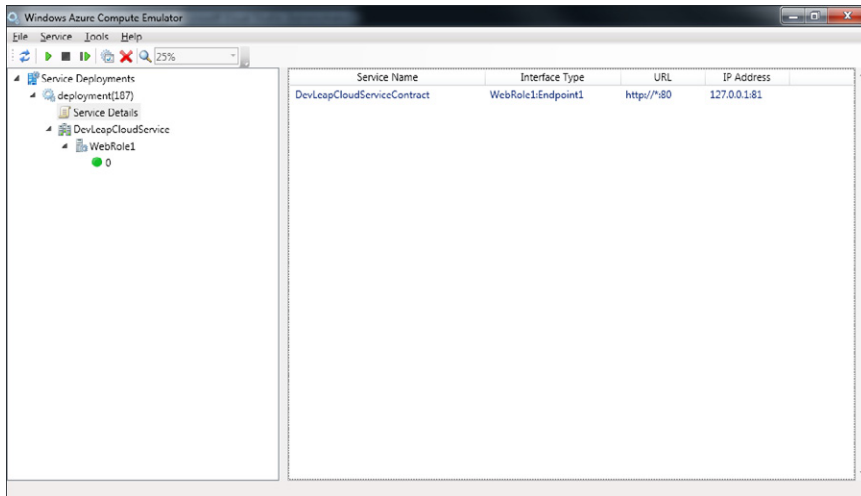 Windows Azure Compute Emulator
File Service Tools Help
25%
Service Deployments
deployment(187)
Service Details
DevLeapCloudService
WebRole1
0
Service Name Interface Type URL IP Address
DevLeapCloudServiceContract WebRole1:Endpoint1 http://*:80 127.0.0.1:81